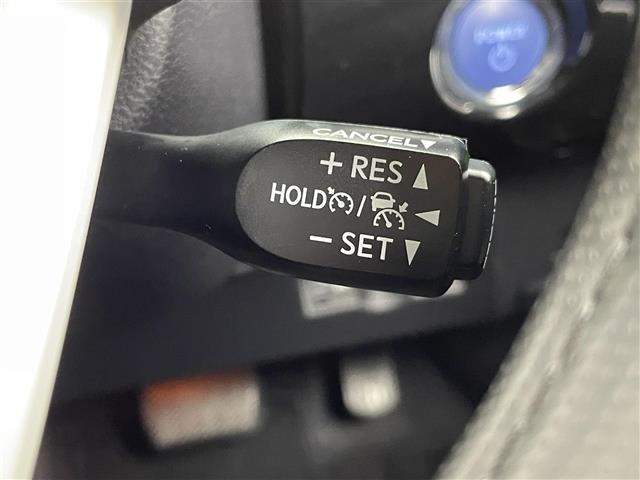 CANCEL▼
+ RES ▲
HOLD / ◀
− SET ▼